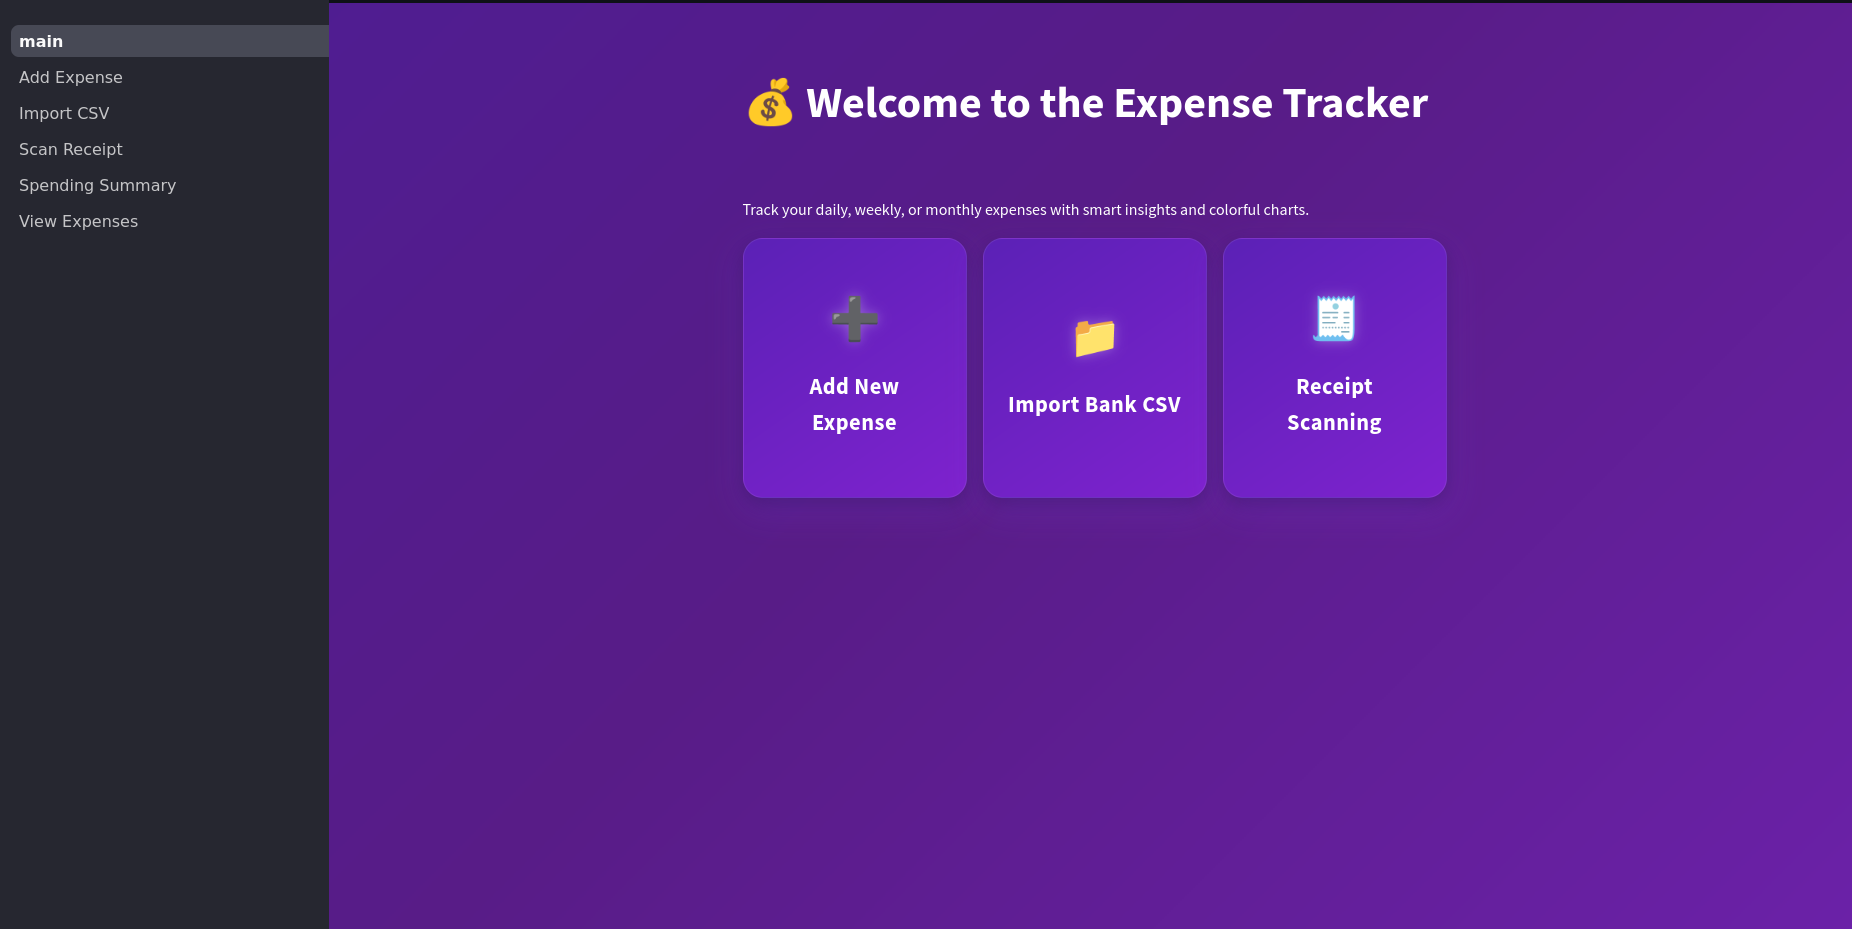 main
Add Expense
Import CSV
Scan Receipt
Spending Summary
View Expenses
💰 Welcome to the Expense Tracker
Track your daily, weekly, or monthly expenses with smart insights and colorful charts.
Add New
Expense
Import Bank CSV
Receipt
Scanning